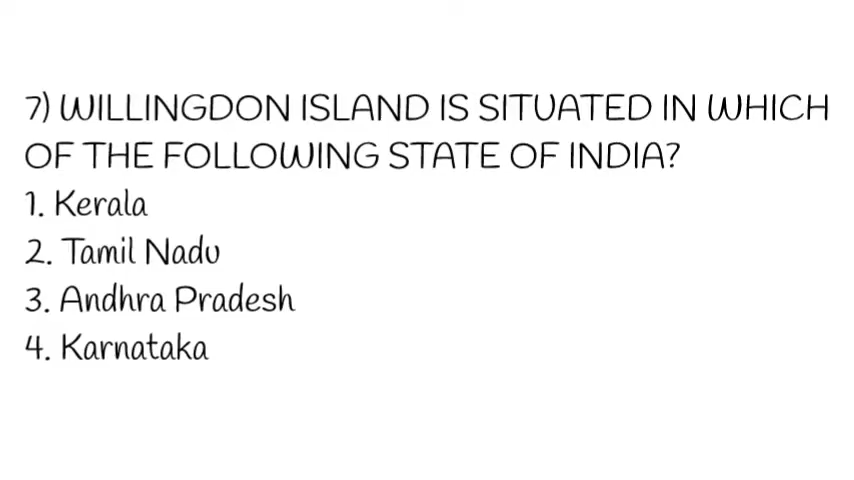 7) WILLINGDON ISLAND IS SITUATED IN WHICH
OF THE FOLLOWING STATE OF INDIA?
1. Kerala
2. Tamil Nadu
3. Andhra Pradesh
4. Karnataka